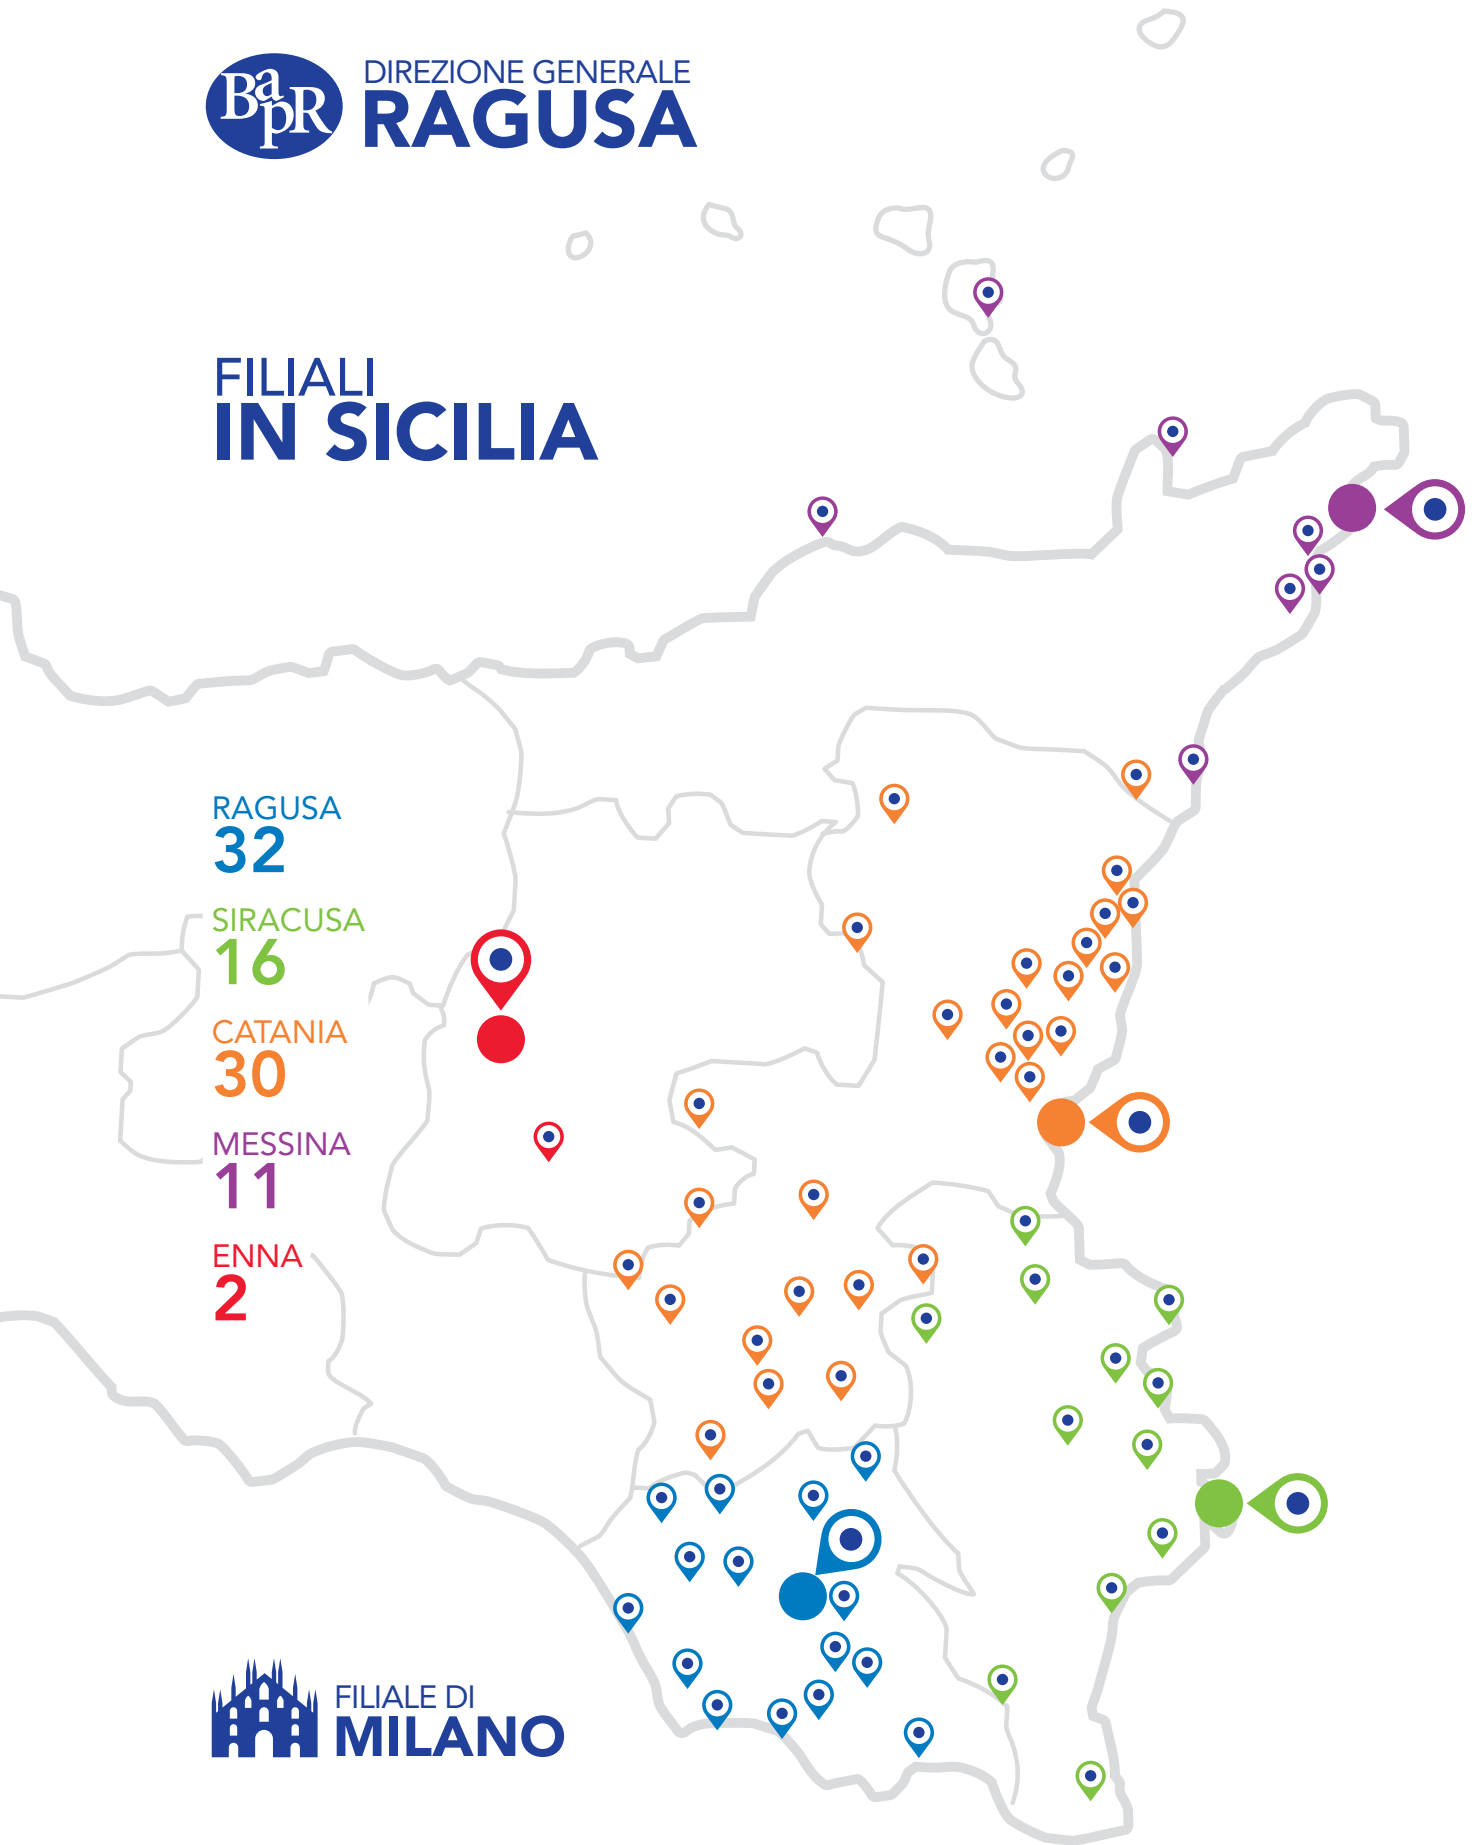 BapR
DIREZIONE GENERALE
RAGUSA
FILIALI
IN SICILIA
RAGUSA
32
SIRACUSA
16
CATANIA
30
MESSINA
11
ENNA
2
FILIALE DI
MILANO